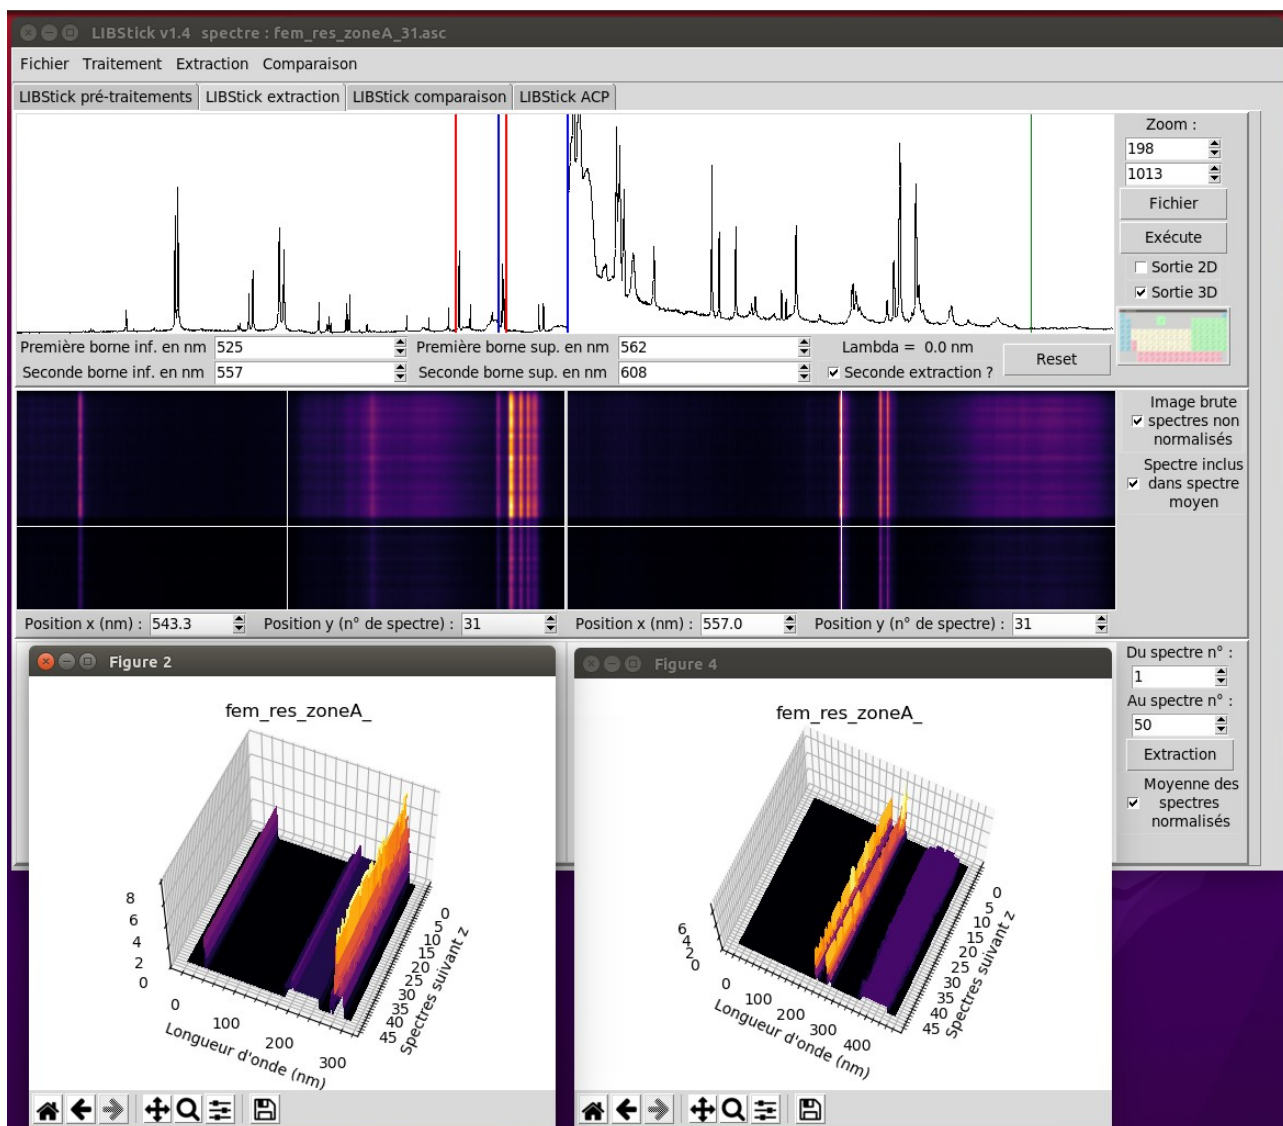 LIBStick v1.4 spectre : fem_res_zoneA_31.asc
Fichier Traitement Extraction Comparaison
LIBStick pré-traitements LIBStick extraction LIBStick comparaison LIBStick ACP
Zoom :
198
1013
Fichier
Exécute
Sortie 2D
Sortie 3D
Première borne inf. en nm 525 Première borne sup. en nm 562 Lambda = 0.0 nm
Seconde borne inf. en nm 557 Seconde borne sup. en nm 608 Seconde extraction ? Reset
Image brute
spectres non
normalisés
Spectre inclus
dans spectre
moyen
Position x (nm) : 543.3 Position y (n° de spectre) : 31 Position x (nm) : 557.0 Position y (n° de spectre) : 31
Du spectre n° :
1
Au spectre n° :
50
Extraction
Moyenne des
spectres
normalisés
Figure 2
fem_res_zoneA_
8
6
4
2
0
0
100
200
300
Longueur d'onde (nm)
0
5
10
15
20
25
30
35
40
45
Spectres suivant z
Figure 4
fem_res_zoneA_
6
4
2
0
0
100
200
300
400
Longueur d'onde (nm)
0
5
10
15
20
25
30
35
40
45
Spectres suivant z